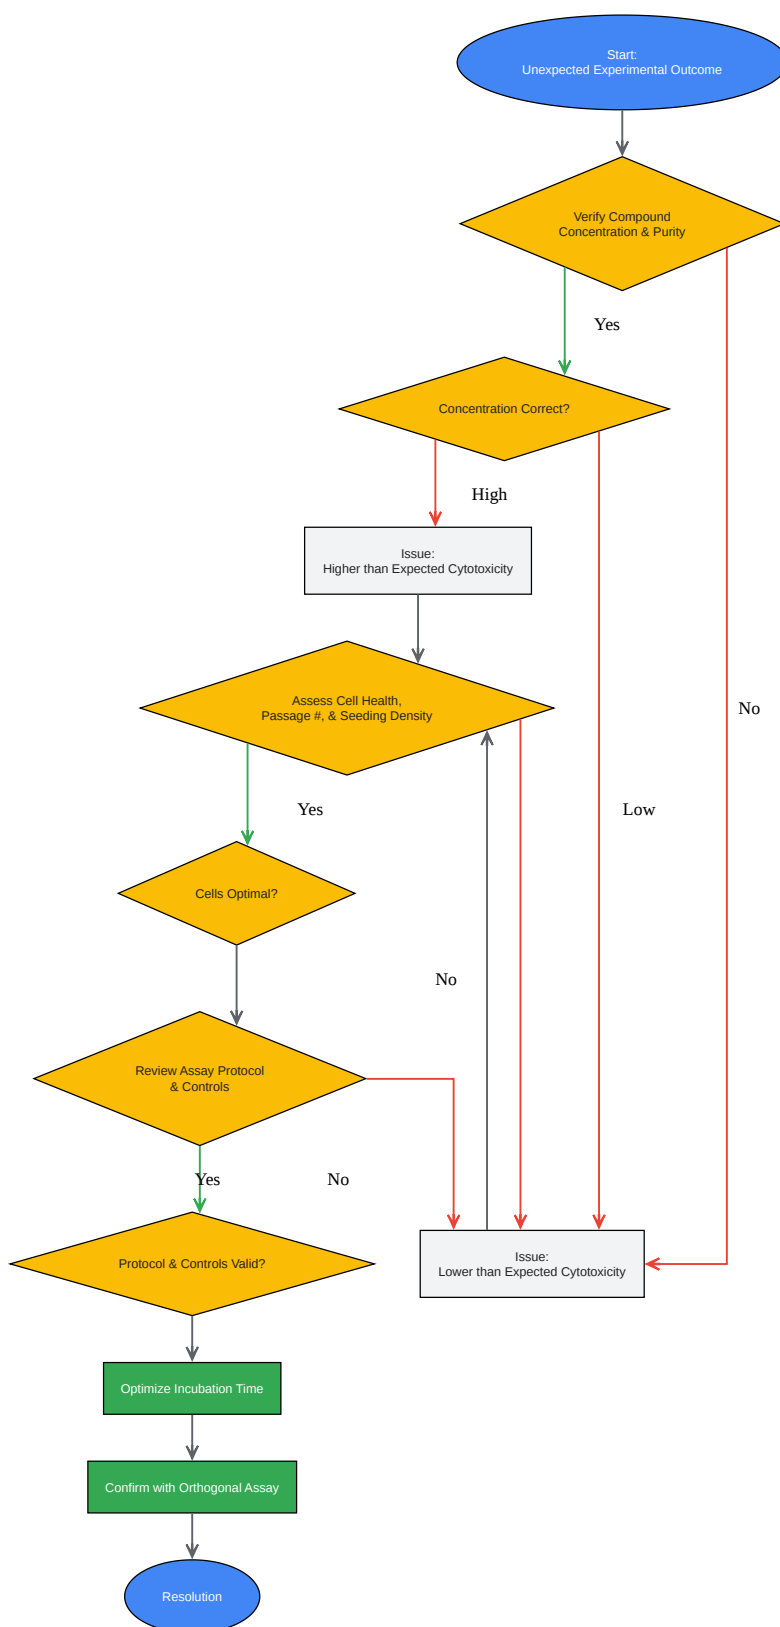 Start:
Unexpected Experimental Outcome
Verify Compound
Concentration & Purity
Yes
Concentration Correct?
High
Issue:
Higher than Expected Cytotoxicity
Assess Cell Health,
Passage #, & Seeding Density
No
Yes
Low
Cells Optimal?
No
Review Assay Protocol
& Controls
Yes
No
Issue:
Lower than Expected Cytotoxicity
Protocol & Controls Valid?
Optimize Incubation Time
Confirm with Orthogonal Assay
Resolution